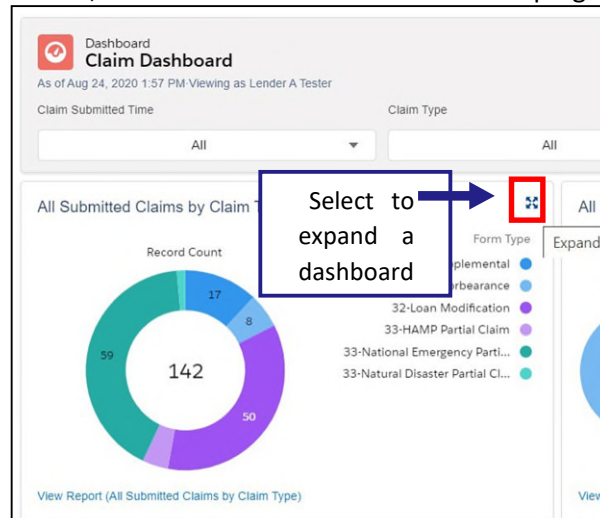 Dashboard
Claim Dashboard
As of Aug 24, 2020 1:57 PM·Viewing as Lender A Tester
Claim Submitted Time
Claim Type
All
All
All Submitted Claims by Claim
Select to
expand a
dashboard
All
Expand
Record Count
Form Type
32-Loan Modification
33-HAMP Partial Claim
33-National Emergency Parti...
33-Natural Disaster Partial Cl...
17
8
59
142
50
View Report (All Submitted Claims by Claim Type)